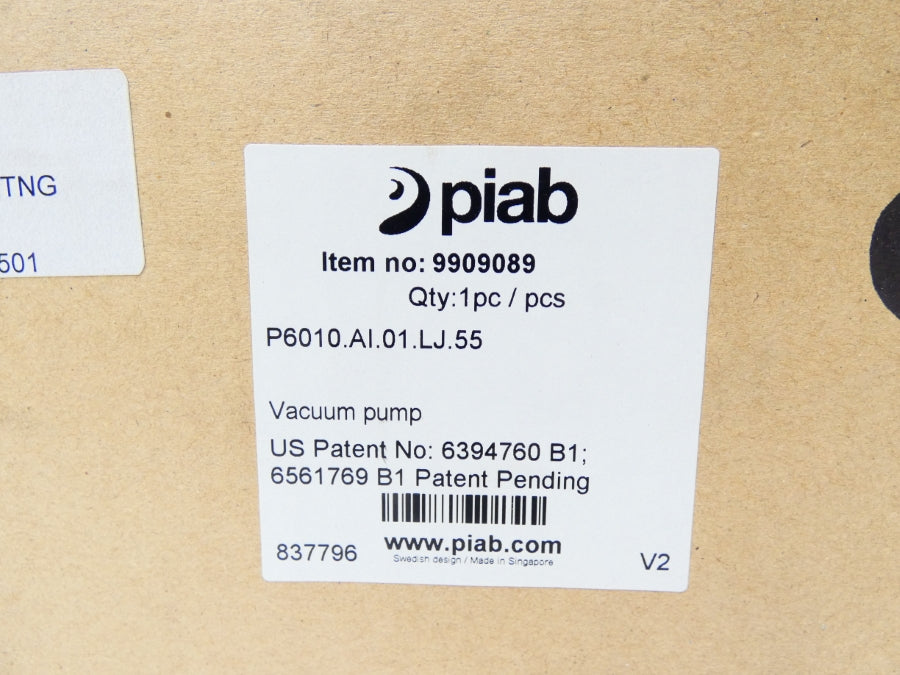 TNG
501
piab
Item no: 9909089
Qty:1pc / pcs
P6010.AI.01.LJ.55
Vacuum pump
US Patent No: 6394760 B1;
6561769 B1 Patent Pending
www.piab.com
837796
Swedish design / Made in Singapore
V2